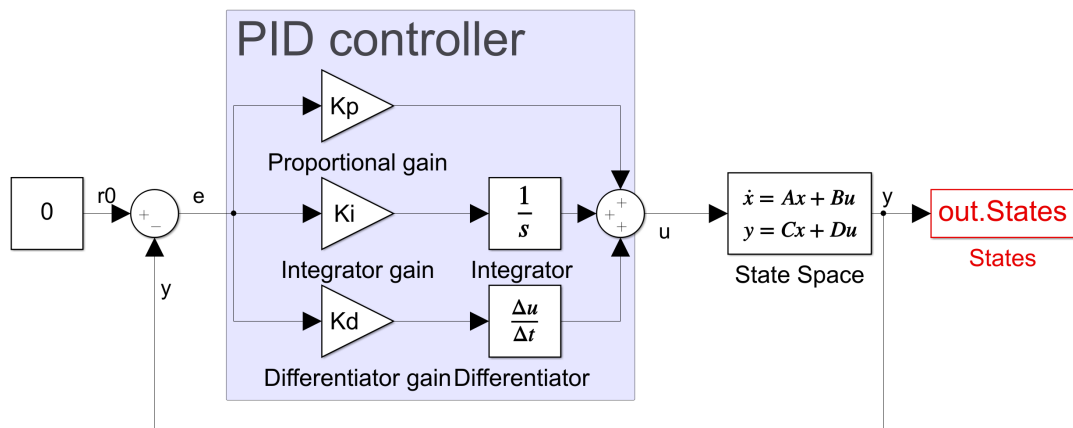 PID controller
Kp
Proportional gain
0
r0
+
−
e
Ki
Integrator gain
1
s
Integrator
+
+
+
u
ẋ = Ax + Bu
y = Cx + Du
State Space
y
out.States
States
y
Kd
Differentiator gain
Δu
Δt
Differentiator